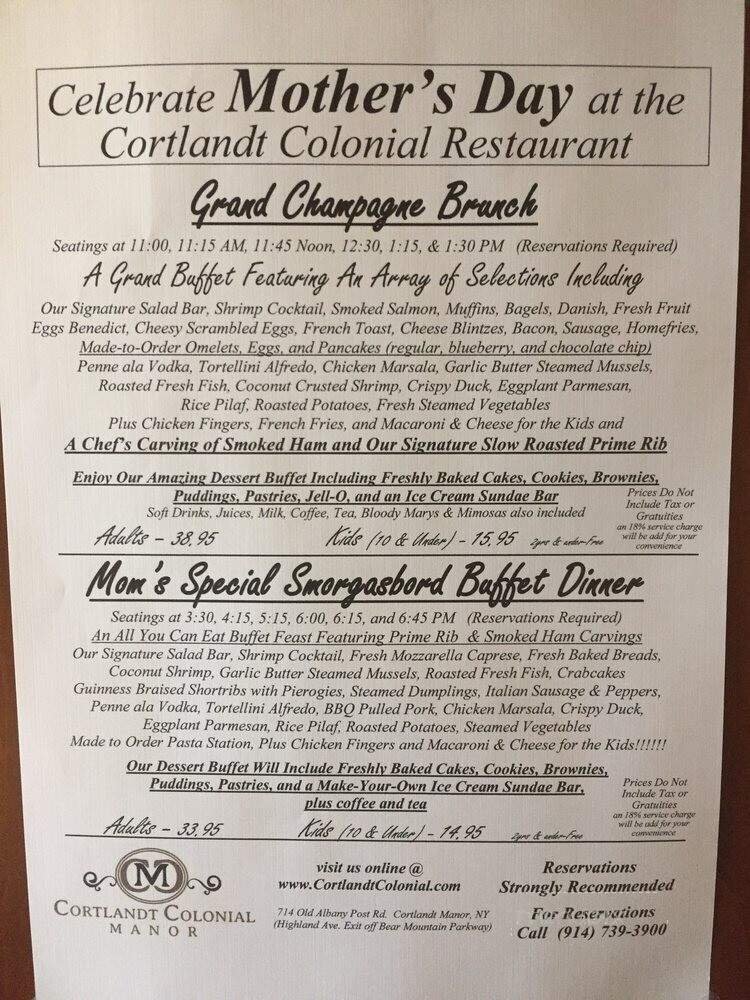 Celebrate Mother's Day at the
Cortlandt Colonial Restaurant
Grand Champagne Brunch
Seatings at 11:00, 11:15 AM, 11:45 Noon, 12:30, 1:15, & 1:30 PM (Reservations Required)
A Grand Buffet Featuring An Array of Selections Including
Our Signature Salad Bar, Shrimp Cocktail, Smoked Salmon, Muffins, Bagels, Danish, Fresh Fruit
Eggs Benedict, Cheesy Scrambled Eggs, French Toast, Cheese Blintzes, Bacon, Sausage, Homefries,
Made-to-Order Omelets, Eggs, and Pancakes (regular, blueberry, and chocolate chip)
Penne ala Vodka, Tortellini Alfredo, Chicken Marsala, Garlic Butter Steamed Mussels,
Roasted Fresh Fish, Coconut Crusted Shrimp, Crispy Duck, Eggplant Parmesan,
Rice Pilaf, Roasted Potatoes, Fresh Steamed Vegetables
Plus Chicken Fingers, French Fries, and Macaroni & Cheese for the Kids and
A Chef's Carving of Smoked Ham and Our Signature Slow Roasted Prime Rib
Enjoy Our Amazing Dessert Buffet Including Freshly Baked Cakes, Cookies, Brownies,
Puddings, Pastries, Jell-O, and an Ice Cream Sundae Bar
Soft Drinks, Juices, Milk, Coffee, Tea, Bloody Marys & Mimosas also included
Adults - 38.95 Kids (10 & Under) - 15.95 2yrs & under-Free
Prices Do Not
Include Tax or
Gratuities
an 18% service charge
will be add for your
convenience
Mom's Special Smorgasbord Buffet Dinner
Seatings at 3:30, 4:15, 5:15, 6:00, 6:15, and 6:45 PM (Reservations Required)
An All You Can Eat Buffet Feast Featuring Prime Rib & Smoked Ham Carvings
Our Signature Salad Bar, Shrimp Cocktail, Fresh Mozzarella Caprese, Fresh Baked Breads,
Coconut Shrimp, Garlic Butter Steamed Mussels, Roasted Fresh Fish, Crabcakes
Guinness Braised Shortribs with Pierogies, Steamed Dumplings, Italian Sausage & Peppers,
Penne ala Vodka, Tortellini Alfredo, BBQ Pulled Pork, Chicken Marsala, Crispy Duck,
Eggplant Parmesan, Rice Pilaf, Roasted Potatoes, Steamed Vegetables
Made to Order Pasta Station, Plus Chicken Fingers and Macaroni & Cheese for the Kids!!!!!!
Our Dessert Buffet Will Include Freshly Baked Cakes, Cookies, Brownies,
Puddings, Pastries, and a Make-Your-Own Ice Cream Sundae Bar,
plus coffee and tea
Adults - 33.95 Kids (10 & Under) - 14.95 2yrs & under-Free
Prices Do Not
Include Tax or
Gratuities
an 18% service charge
will be add for your
convenience
M
CORTLANDT COLONIAL
MANOR
visit us online @
www.CortlandtColonial.com
714 Old Albany Post Rd. Cortlandt Manor, NY
(Highland Ave. Exit off Bear Mountain Parkway)
Reservations
Strongly Recommended
For Reservations
Call (914) 739-3900